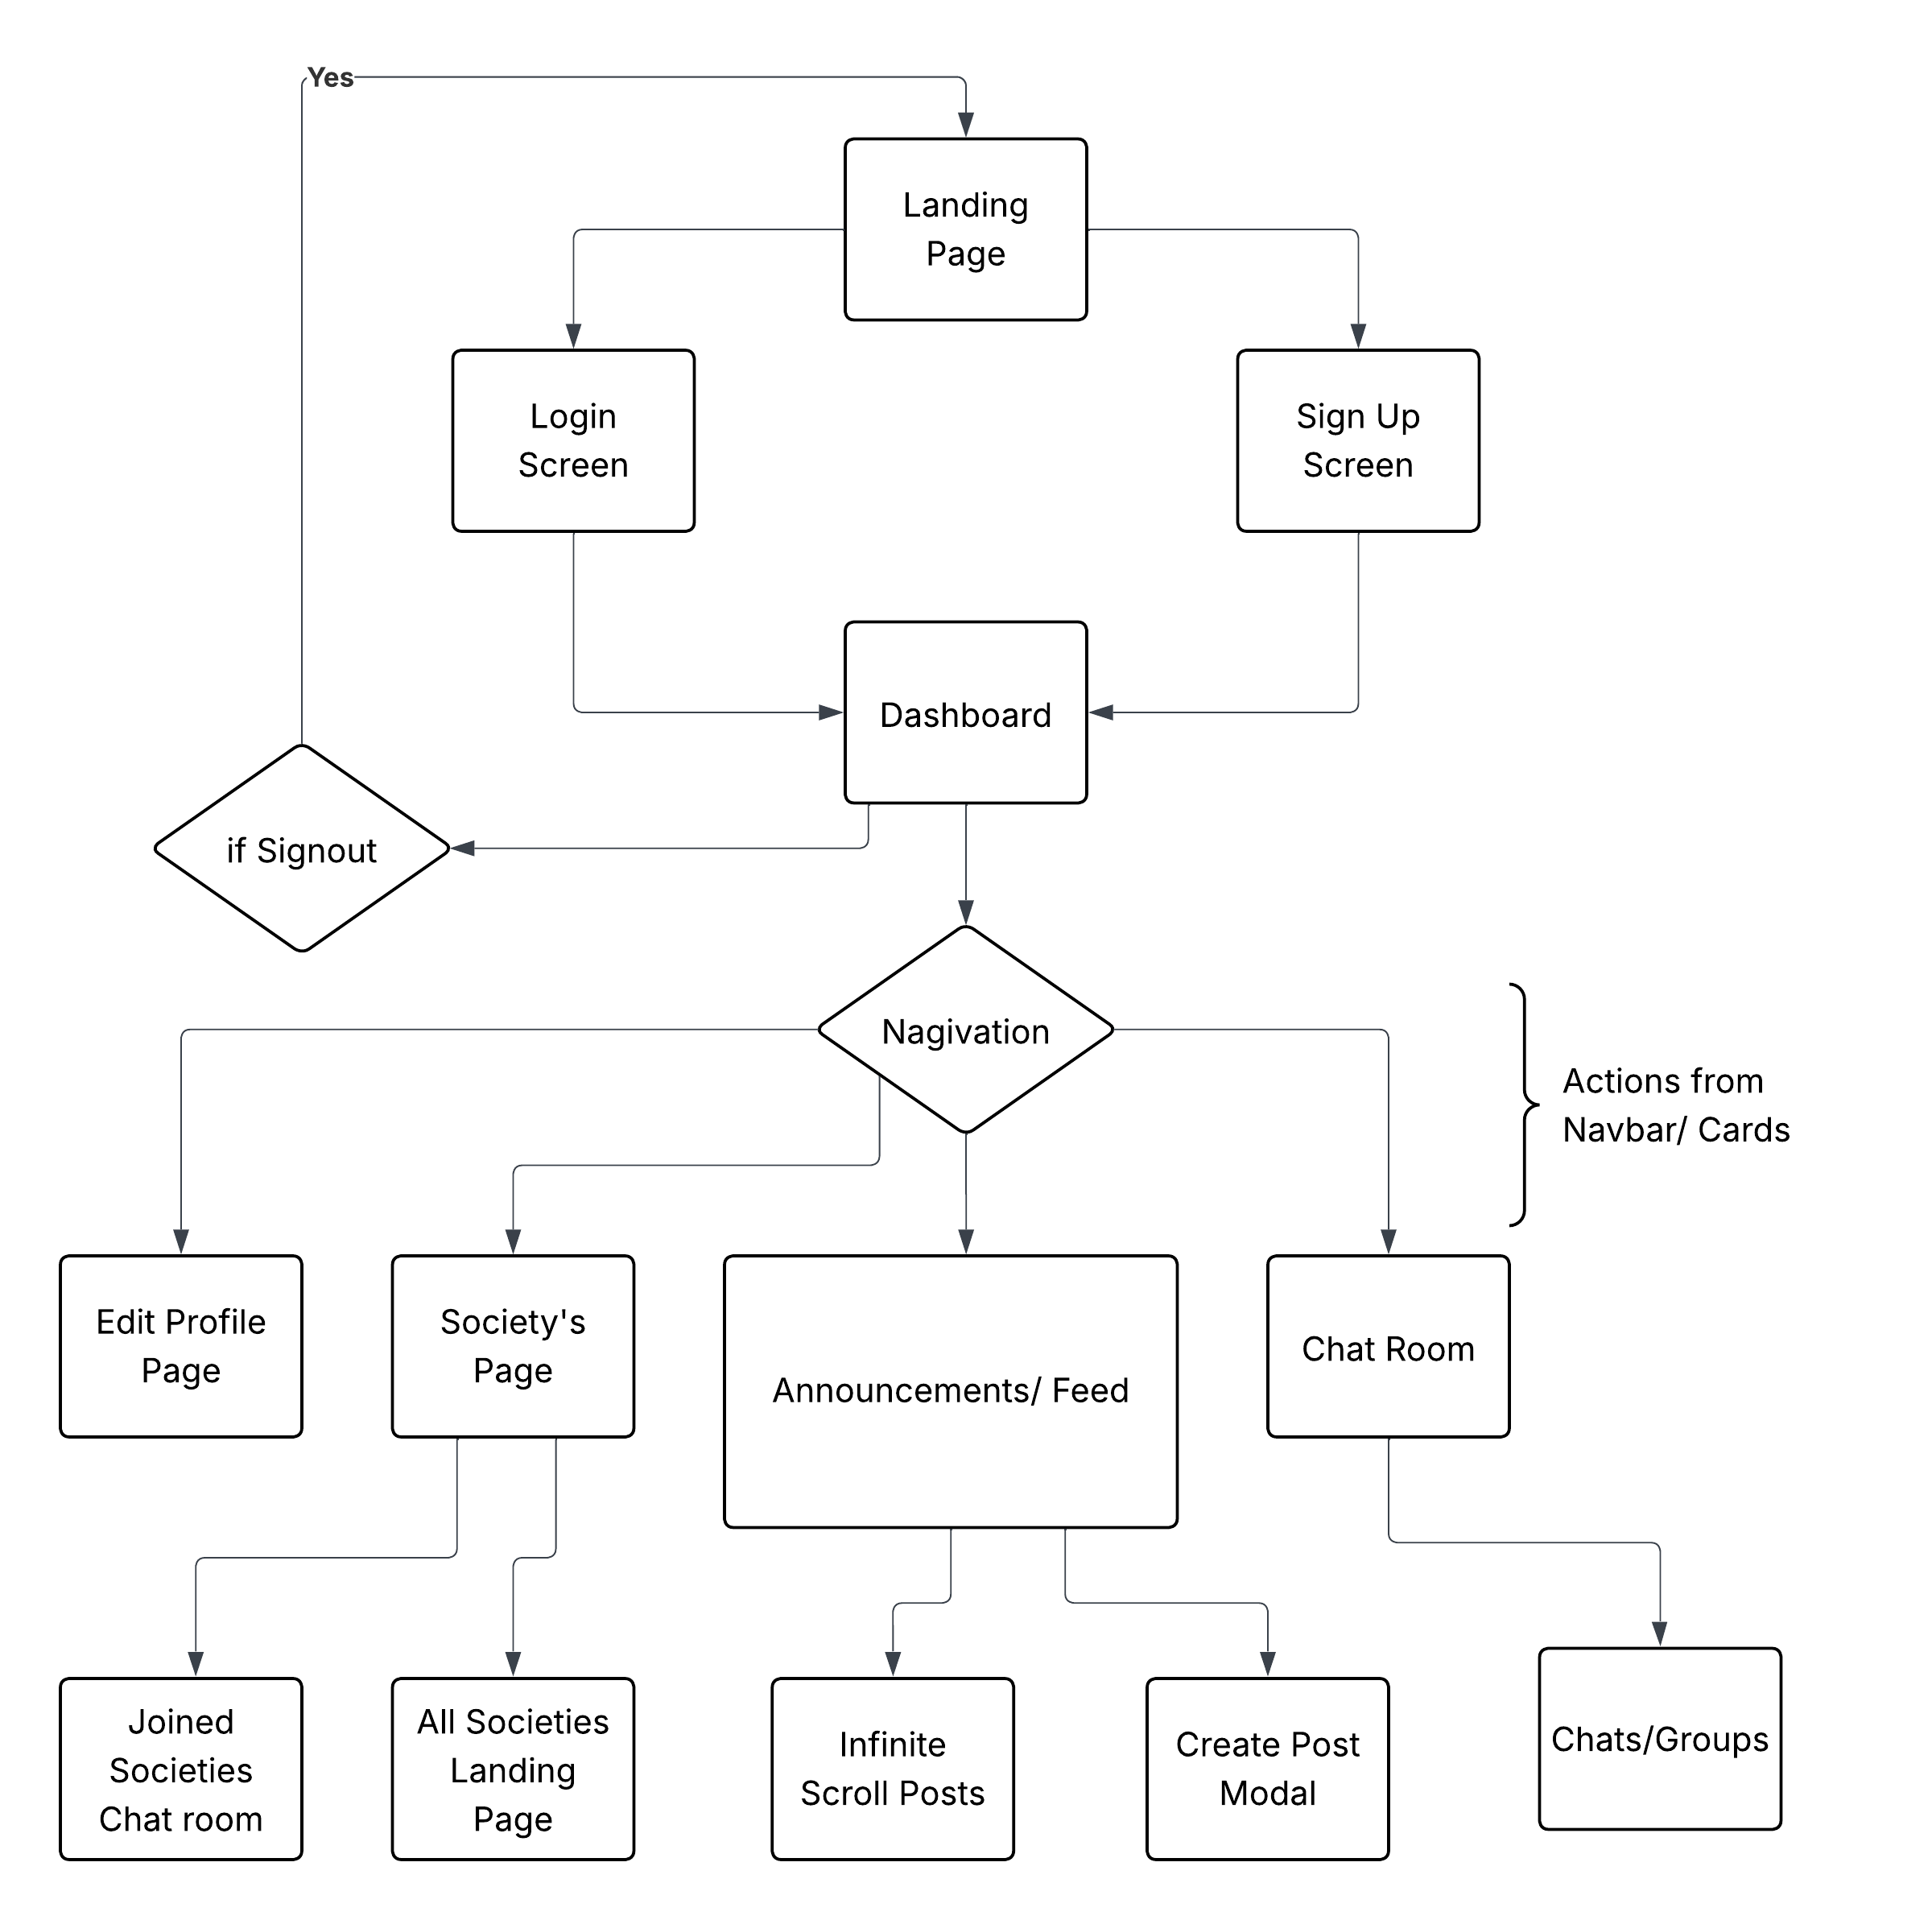 Yes
Landing
Page
Login
Screen
Sign Up
Screen
Dashboard
if Signout
Nagivation
Actions from
Navbar/ Cards
Edit Profile
Page
Society's
Page
Announcements/ Feed
Chat Room
Joined
Societies
Chat room
All Societies
Landing
Page
Infinite
Scroll Posts
Create Post
Modal
Chats/Groups